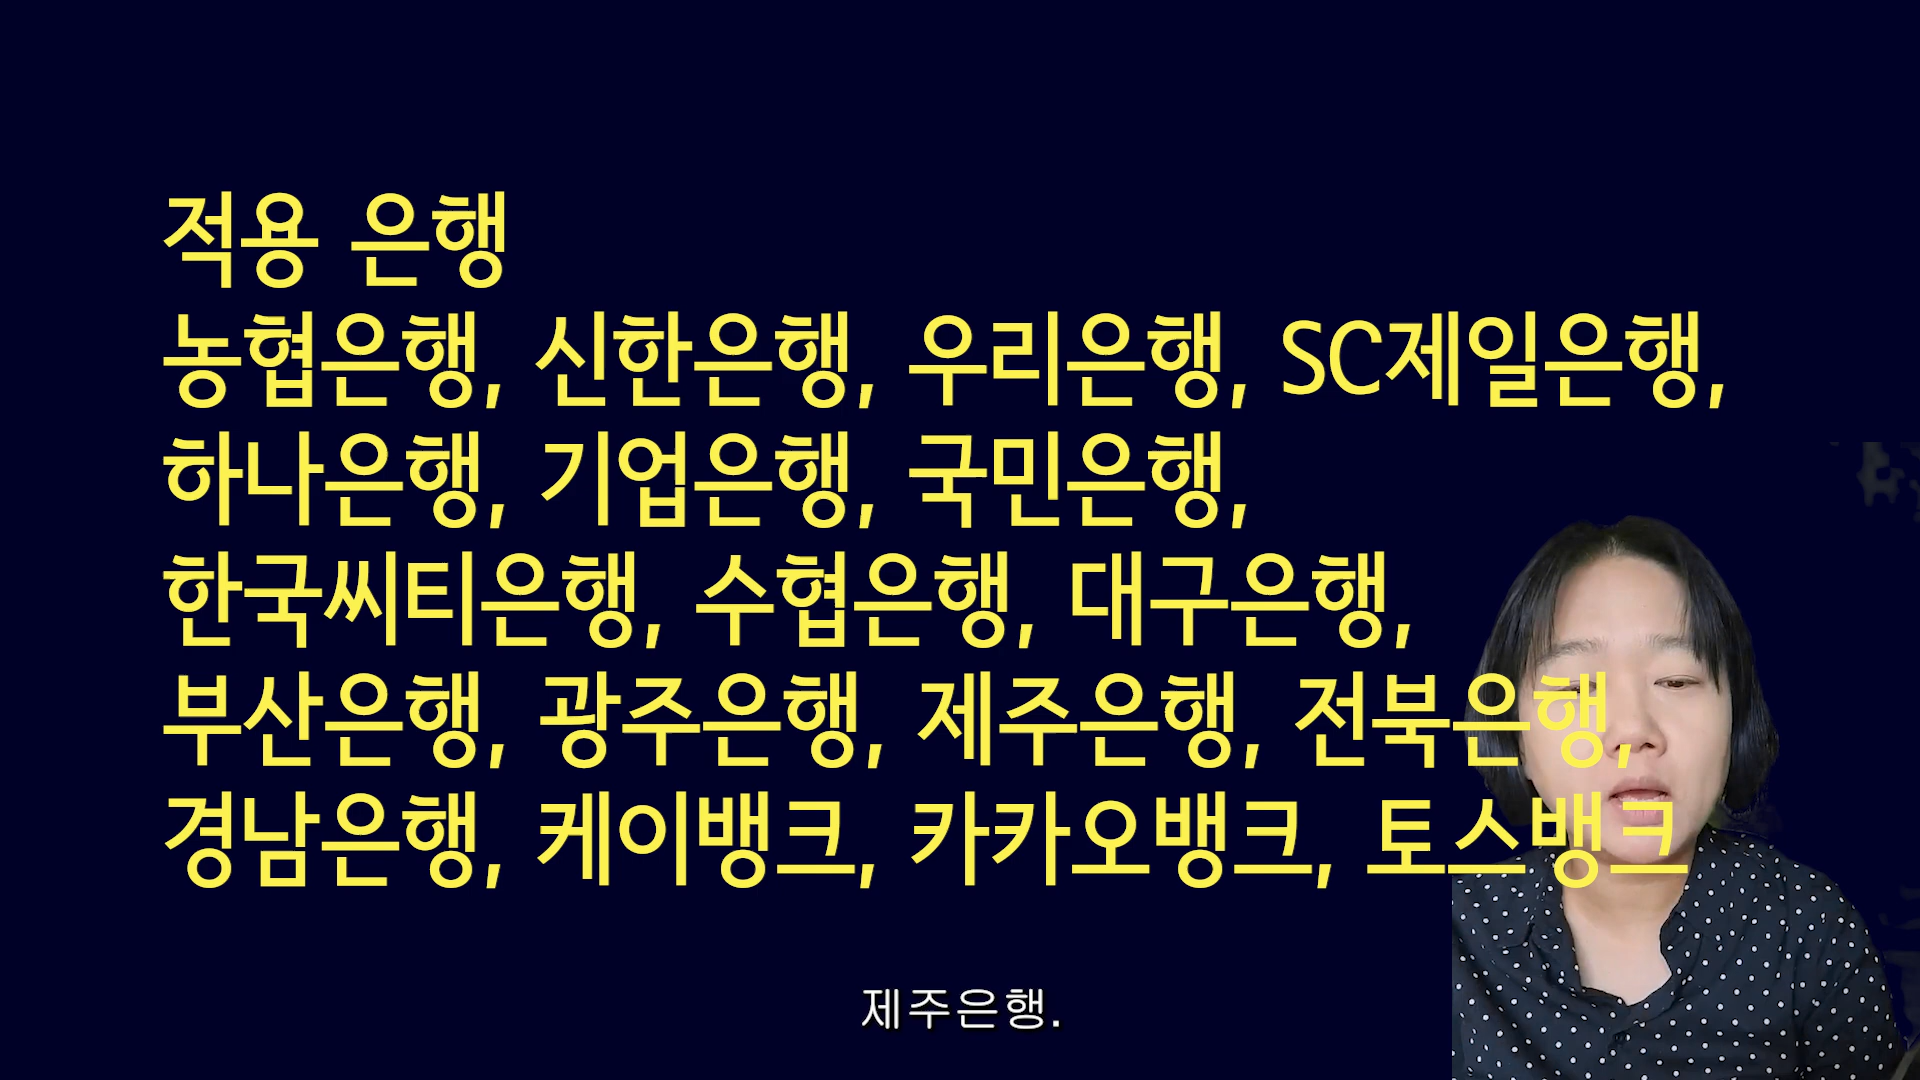 적용 은행
농협은행, 신한은행, 우리은행, SC제일은행,
하나은행, 기업은행, 국민은행,
한국씨티은행, 수협은행, 대구은행,
부산은행, 광주은행, 제주은행, 전북은행,
경남은행, 케이뱅크, 카카오뱅크, 토스뱅크
제주은행.